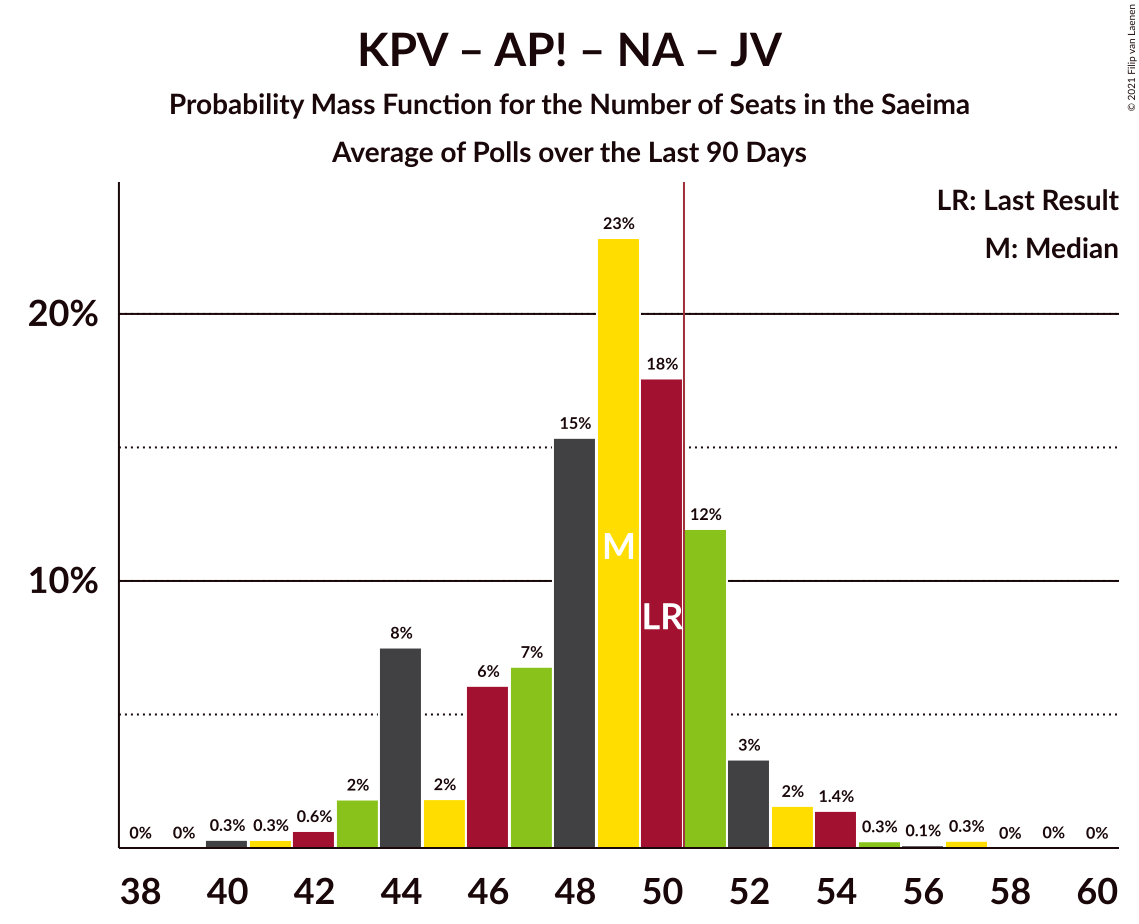 KPV – AP! – NA – JV
Probability Mass Function for the Number of Seats in the Saeima
Average of Polls over the Last 90 Days
© 2021 Filip van Laenen
LR: Last Result
M: Median
23%
20%
18%
15%
12%
M
10%
LR
8%
7%
6%
3%
2%
2%
2%
1.4%
0.6%
0%
0%
0.3%
0.3%
0.3%
0.1%
0.3%
0%
0%
0%
38 40 42 44 46 48 50 52 54 56 58 60